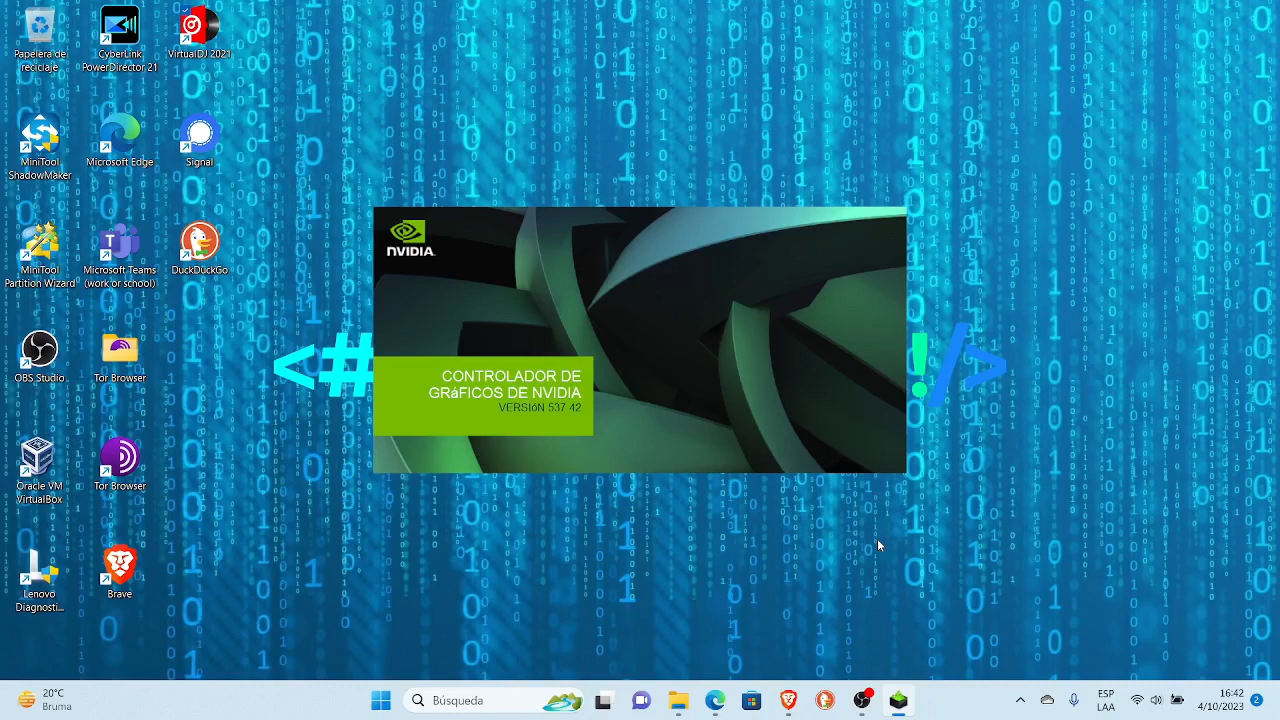 Papelera de
reciclaje
CyberLink
PowerDirector 21
VirtualDJ 2021
MiniTool
ShadowMaker
Microsoft Edge
Signal
MiniTool
Partition Wizard
Microsoft Teams
(work or school)
DuckDuckGo
OBS Studio
Tor Browser
Oracle VM
VirtualBox
Tor Browser
Lenovo
Diagnosti...
Brave
<#
!/>
NVIDIA.
CONTROLADOR DE
GRáFICOS DE NVIDIA
VERSIóN 537.42
20°C
Bruma
Búsqueda
ESP
LAA
16:42
4/10/2023
2